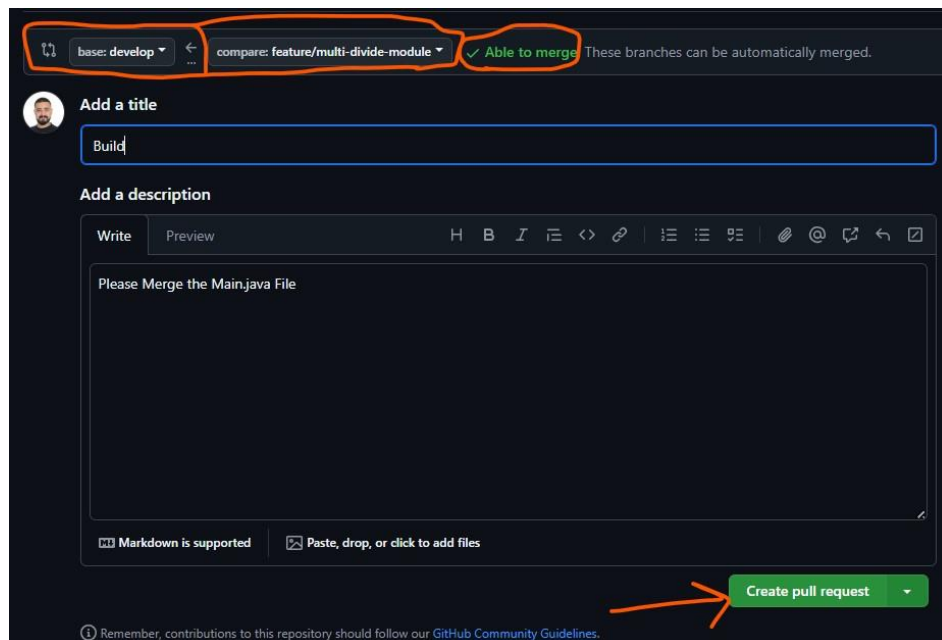 base: develop ← compare: feature/multi-divide-module ✓ Able to merge These branches can be automatically merged.
Add a title
Build
Add a description
Write Preview
Please Merge the Main.java File
Markdown is supported Paste, drop, or click to add files
Create pull request
Remember, contributions to this repository should follow our GitHub Community Guidelines.